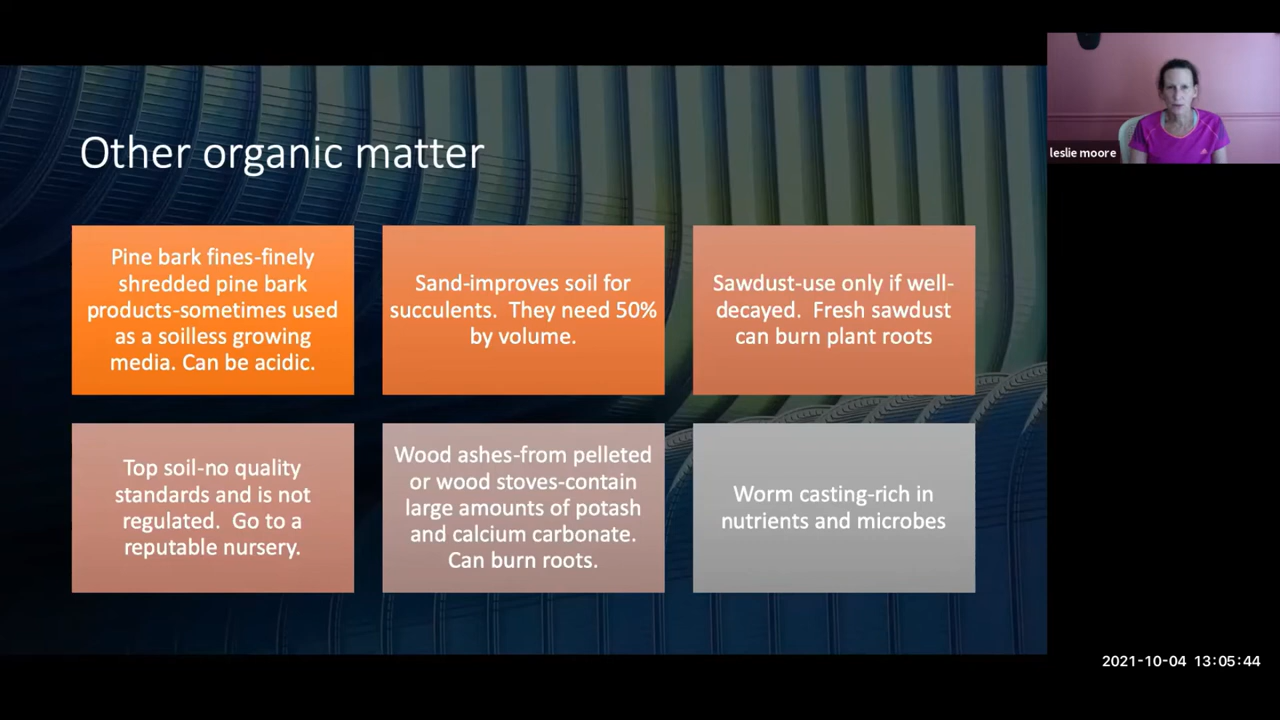 Other organic matter
Pine bark fines-finely
shredded pine bark
products-sometimes used
as a soilless growing
media. Can be acidic.
Sand-improves soil for
succulents. They need 50%
by volume.
Sawdust-use only if well-
decayed. Fresh sawdust
can burn plant roots
Top soil-no quality
standards and is not
regulated. Go to a
reputable nursery.
Wood ashes-from pelleted
or wood stoves-contain
large amounts of potash
and calcium carbonate.
Can burn roots.
Worm casting-rich in
nutrients and microbes
leslie moore
2021-10-04 13:05:44